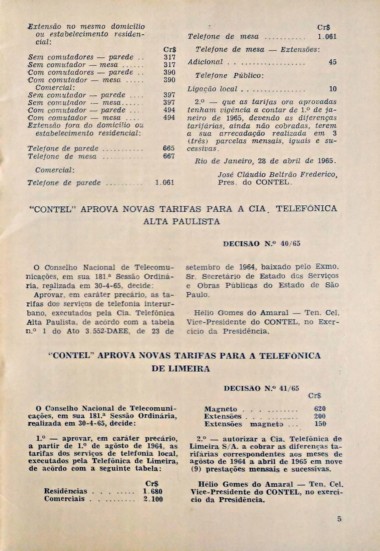 Extensão no mesmo domicílio
ou estabelecimento residen-
cial:
Cr$
Sem comutadores — parede .. 317
Sem comutador — mesa ...... 317
Com comutadores — parede .. 390
Com comutador — mesa ..... 390
Comercial:
Sem comutador — parede .... 397
Sem comutador — mesa..... 397
Com comutador — parede .... 494
Com comutador — mesa ..... 494
Extensão fora do domicílio ou
estabelecimento residencial:
Telefone de parede .......... 665
Telefone de mesa ........... 667
Comercial:
Telefone de parede .......... 1.061
Cr$
Telefone de mesa ........... 1.061
Telefone de mesa — Extensões:
Adicional .................. 45
Telefone Público:
Ligação local ............... 10
2.º — que as tarifas ora aprovadas
tenham vigência a contar de 1.º de ja-
neiro de 1965, devendo as diferenças
tarifárias, ainda não cobradas, terem
a sua arrecadação realizada em 3
(três) parcelas mensais, iguais e su-
cessivas.
Rio de Janeiro, 28 de abril de 1965.
José Cláudio Beltrão Frederico,
Pres. do CONTEL.
"CONTEL" APROVA NOVAS TARIFAS PARA A CIA. TELEFÔNICA
ALTA PAULISTA
DECISÃO N.º 40/65
O Conselho Nacional de Telecomu-
nicações, em sua 181.ª Sessão Ordiná-
ria, realizada em 30-4-65, decide:
Aprovar, em caráter precário, as ta-
rifas dos serviços de telefonia interur-
bano, executados pela Cia. Telefônica
Alta Paulista, de acôrdo com a tabela
n.º 1 do Ato 3.552-DAEE, de 23 de
setembro de 1964, baixado pelo Exmo.
Sr. Secretário de Estado dos Serviços
e Obras Públicas do Estado de São
Paulo.
Hélio Gomes do Amaral — Ten. Cel.
Vice-Presidente do CONTEL, no Exer-
cício da Presidência.
"CONTEL" APROVA NOVAS TARIFAS PARA A TELEFONICA
DE LIMEIRA
DECISÃO N.º 41/65
O Conselho Nacional de Telecomuni-
cações, em sua 181.ª Sessão Ordinária,
realizada em 30-4-65, decide:
1.º — aprovar, em caráter precário,
a partir de 1.º de agôsto de 1964, as
tarifas dos serviços de telefonia local,
executados pela Telefônica de Limeira,
de acôrdo com a seguinte tabela:
Cr$
Residências . . . . . . . 1.680
Comerciais . . . . . . . 2.100
Cr$
Magneto . . . . . . . . . 620
Extensões . . . . . . . . 200
Extensões magneto . . . 150
2.º — autorizar a Cia. Telefônica de
Limeira S/A. a cobrar as diferenças ta-
rifárias correspondentes aos meses de
agôsto de 1964 a abril de 1965 em nove
(9) prestações mensais e sucessivas.
Hélio Gomes do Amaral — Ten. Cel.
Vice-Presidente do CONTEL, no exercí-
cio da Presidência.
5